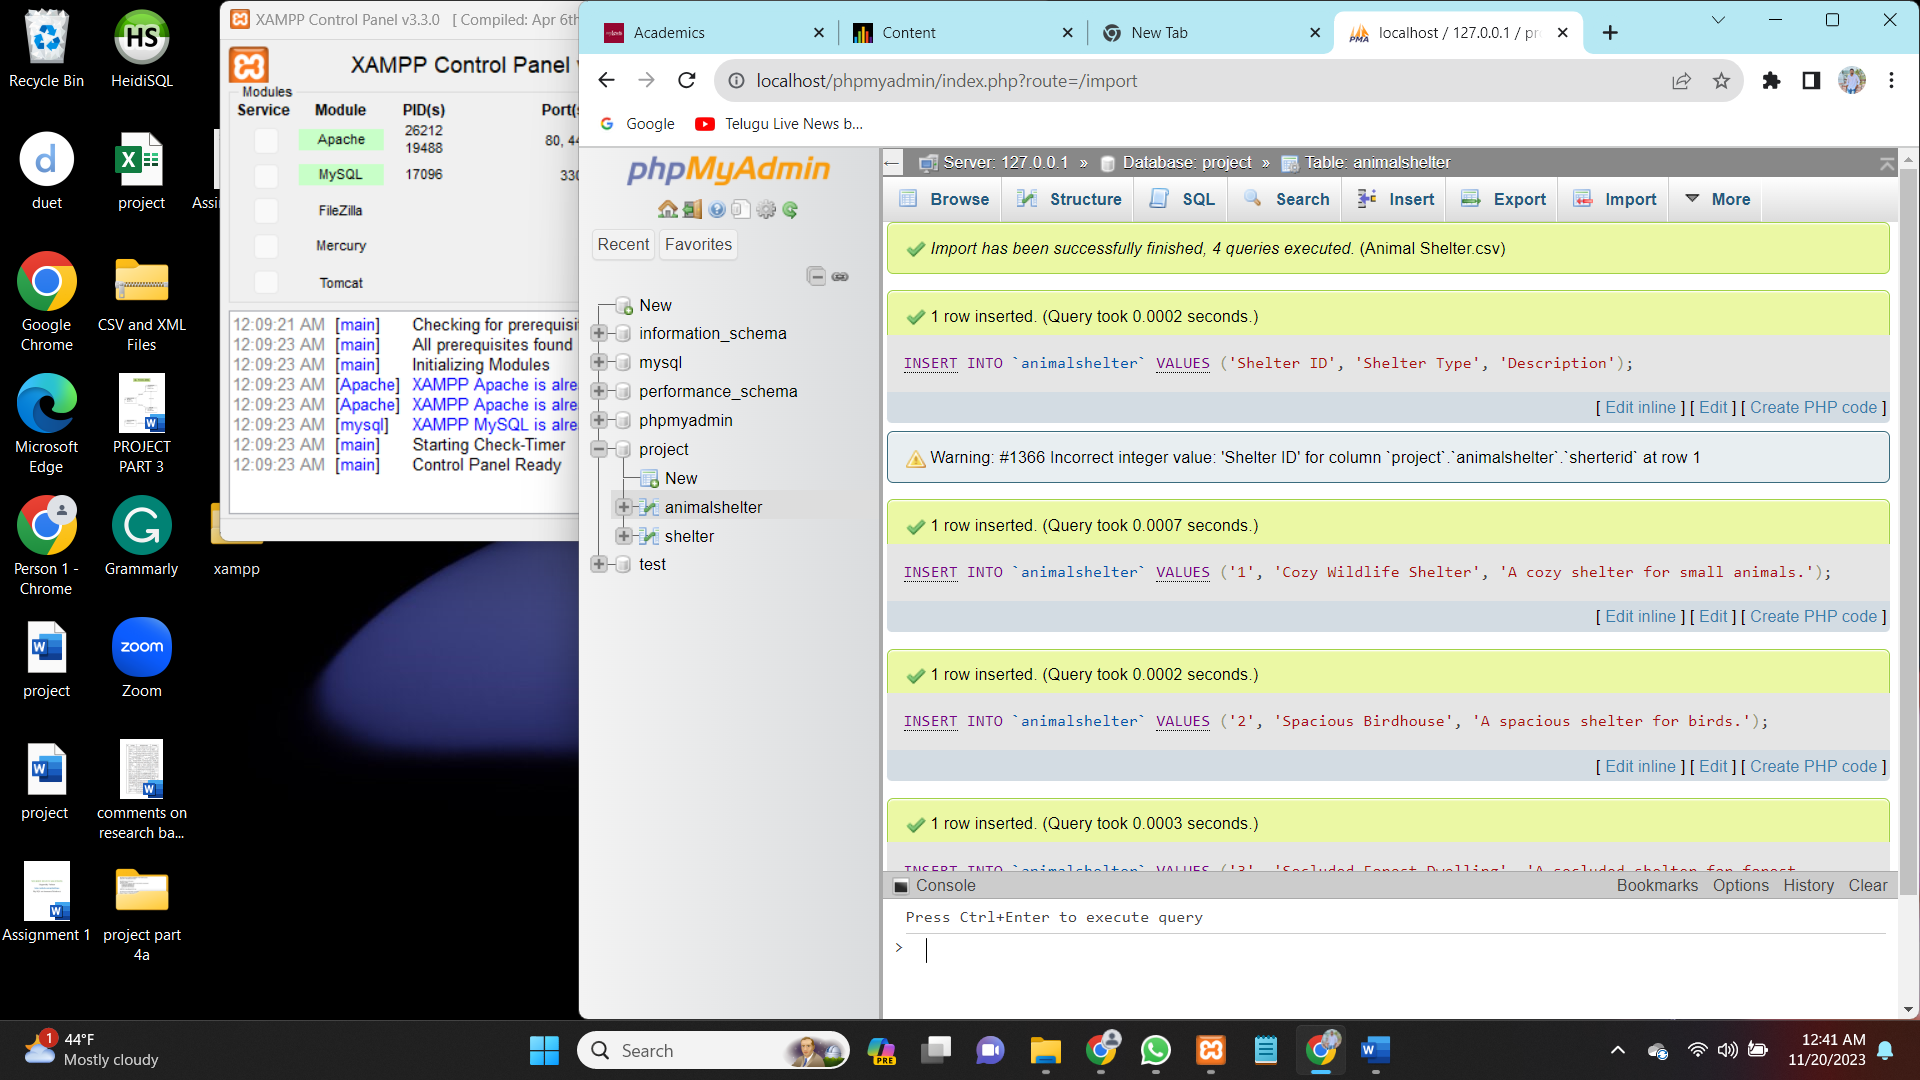 Recycle Bin
HeidiSQL
duet
project
Assi
Google Chrome
CSV and XML Files
Microsoft Edge
PROJECT PART 3
Person 1 - Chrome
Grammarly
xampp
project
Zoom
project
comments on research ba...
Assignment 1
project part 4a
XAMPP Control Panel v3.3.0 [ Compiled: Apr 6th
XAMPP Control Panel
Modules
Service Module PID(s) Port(s
Apache 26212 19488 80, 44
MySQL 17096 330
FileZilla
Mercury
Tomcat
12:09:21 AM [main] Checking for prerequisi
12:09:23 AM [main] All prerequisites found
12:09:23 AM [main] Initializing Modules
12:09:23 AM [Apache] XAMPP Apache is alre
12:09:23 AM [Apache] XAMPP Apache is alre
12:09:23 AM [mysql] XAMPP MySQL is alre
12:09:23 AM [main] Starting Check-Timer
12:09:23 AM [main] Control Panel Ready
Academics
Content
New Tab
localhost / 127.0.0.1 / pr
localhost/phpmyadmin/index.php?route=/import
Google
Telugu Live News b...
phpMyAdmin
Recent Favorites
New
information_schema
mysql
performance_schema
phpmyadmin
project
New
animalshelter
shelter
test
Server: 127.0.0.1 » Database: project » Table: animalshelter
Browse Structure SQL Search Insert Export Import More
Import has been successfully finished, 4 queries executed. (Animal Shelter.csv)
1 row inserted. (Query took 0.0002 seconds.)
INSERT INTO `animalshelter` VALUES ('Shelter ID', 'Shelter Type', 'Description');
[ Edit inline ] [ Edit ] [ Create PHP code ]
Warning: #1366 Incorrect integer value: 'Shelter ID' for column `project`.`animalshelter`.`sherterid` at row 1
1 row inserted. (Query took 0.0007 seconds.)
INSERT INTO `animalshelter` VALUES ('1', 'Cozy Wildlife Shelter', 'A cozy shelter for small animals.');
[ Edit inline ] [ Edit ] [ Create PHP code ]
1 row inserted. (Query took 0.0002 seconds.)
INSERT INTO `animalshelter` VALUES ('2', 'Spacious Birdhouse', 'A spacious shelter for birds.');
[ Edit inline ] [ Edit ] [ Create PHP code ]
1 row inserted. (Query took 0.0003 seconds.)
INSERT INTO `animalshelter` VALUES ('3', 'Secluded Forest Dwelling', 'A secluded shelter for forest
Console
Bookmarks Options History Clear
Press Ctrl+Enter to execute query
>
1
44°F
Mostly cloudy
Search
PRE
12:41 AM
11/20/2023